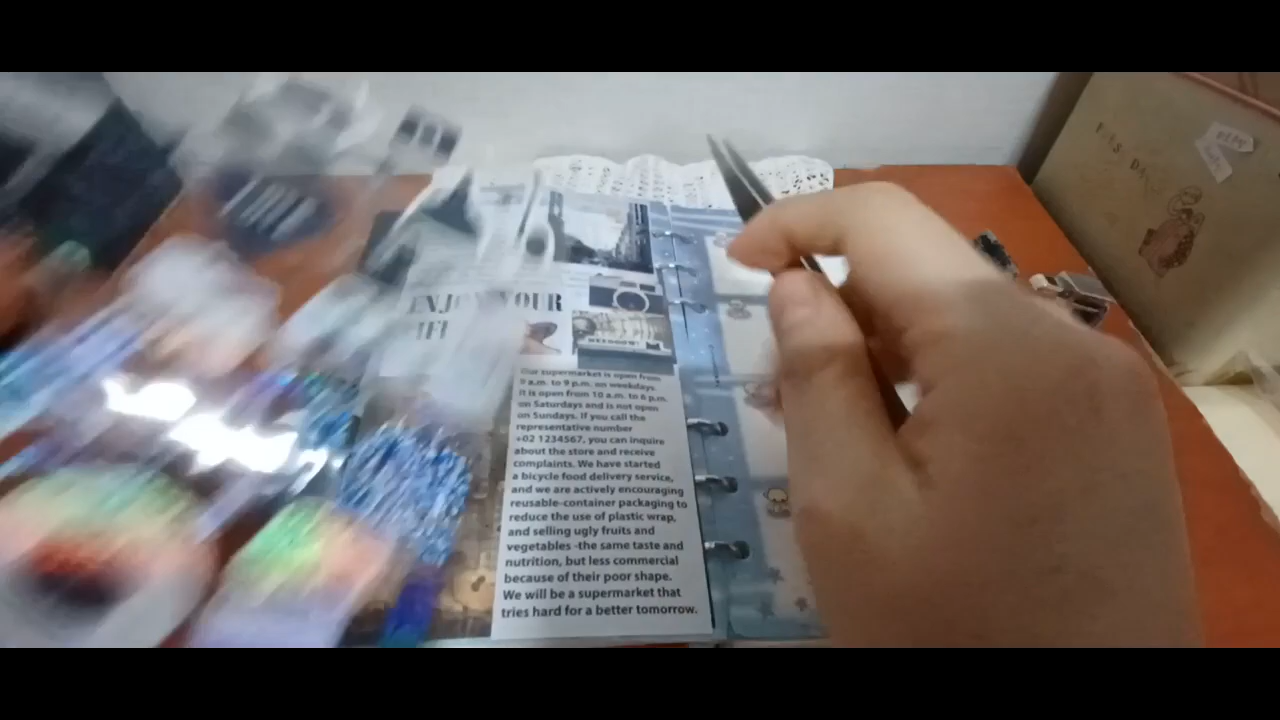 ENJOY YOUR
Our supermarket is open from
9 a.m. to 9 p.m. on weekdays.
It is open from 10 a.m. to 6 p.m.
on Saturdays and is not open
on Sundays. If you call the
representative number
+02 1234567, you can inquire
about the store and receive
complaints. We have started
a bicycle food delivery service,
and we are actively encouraging
reusable-container packaging to
reduce the use of plastic wrap,
and selling ugly fruits and
vegetables -the same taste and
nutrition, but less commercial
because of their poor shape.
We will be a supermarket that
tries hard for a better tomorrow.